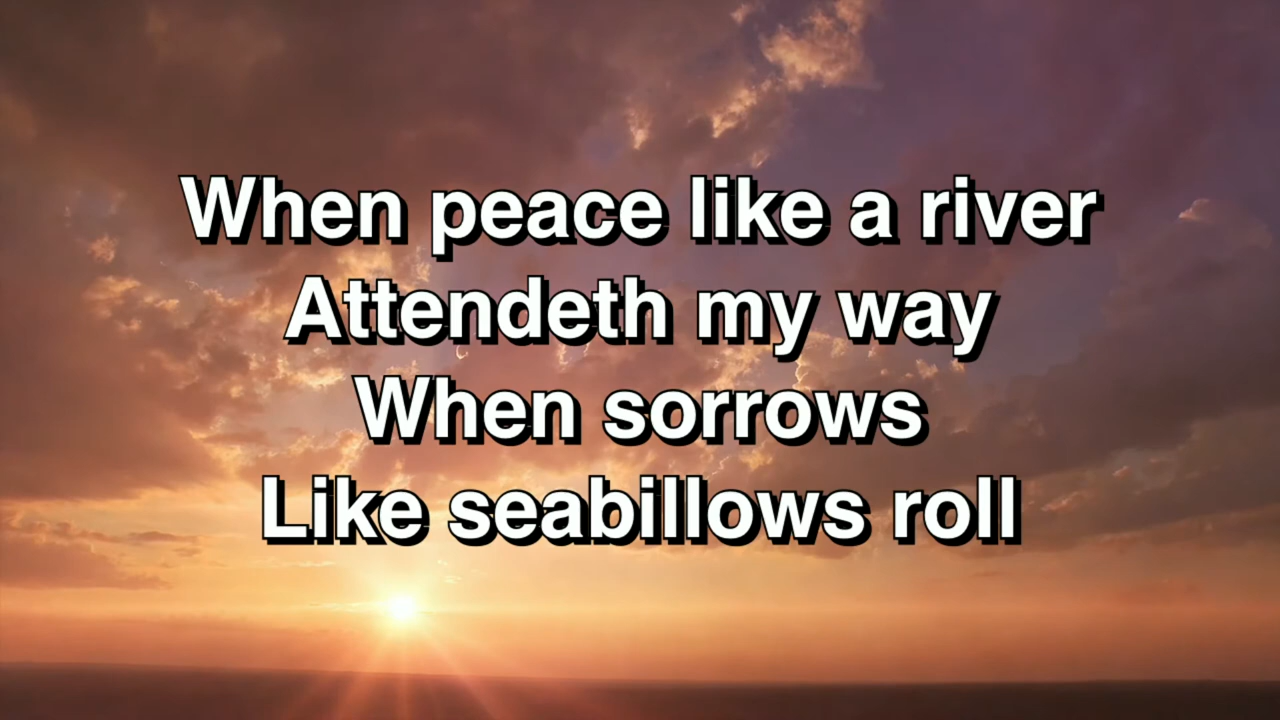 When peace like a river
Attendeth my way
When sorrows
Like seabillows roll